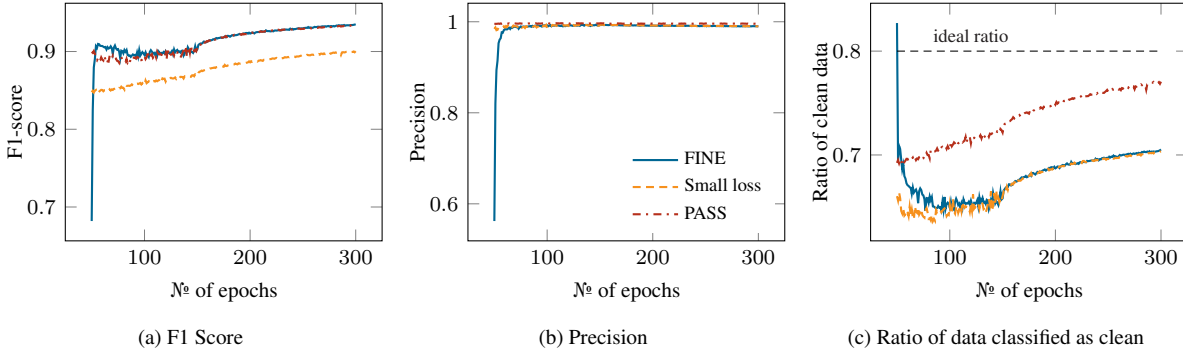 0.9
0.8
0.7
F1-score
100
200
300
№ of epochs
(a) F1 Score
1
0.8
0.6
Precision
FINE
Small loss
PASS
100
200
300
№ of epochs
(b) Precision
0.8
0.7
Ratio of clean data
ideal ratio
100
200
300
№ of epochs
(c) Ratio of data classified as clean